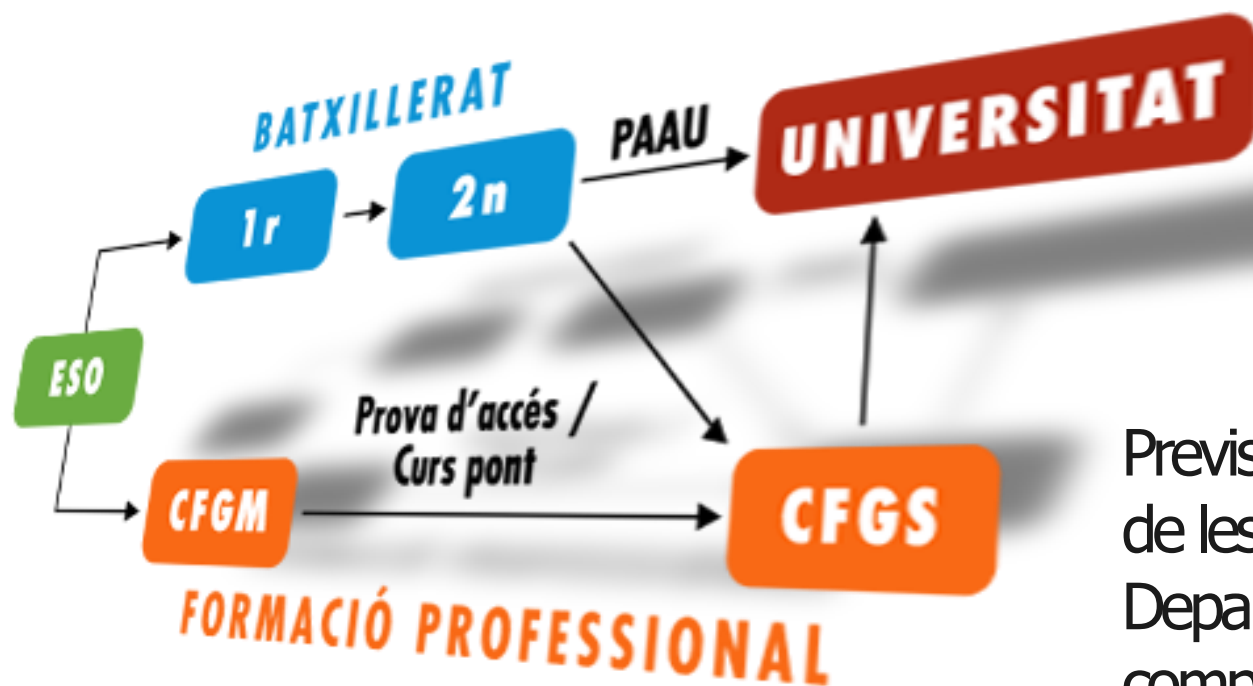 BATXILLERAT
1r
2n
PAAU
UNIVERSITAT
ESO
Prova d'accés /
Curs pont
CFGM
CFGS
FORMACIÓ PROFESSIONAL
de les